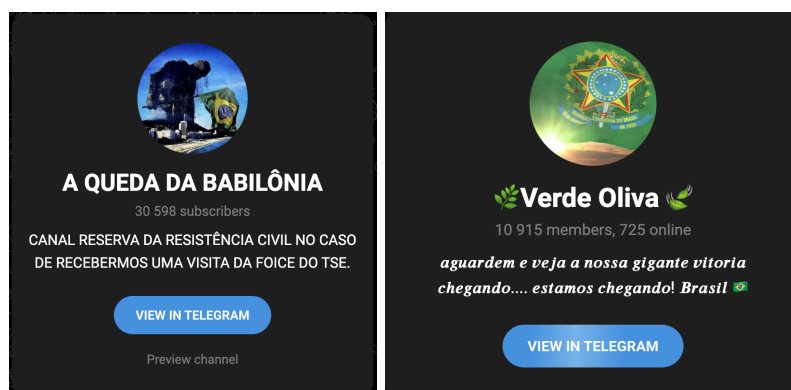 A QUEDA DA BABILÔNIA
30 598 subscribers
CANAL RESERVA DA RESISTÊNCIA CIVIL NO CASO
DE RECEBERMOS UMA VISITA DA FOICE DO TSE.
VIEW IN TELEGRAM
Preview channel
🌿Verde Oliva 🍃
10 915 members, 725 online
aguardem e veja a nossa gigante vitoria
chegando.... estamos chegando! Brasil 🇧🇷
VIEW IN TELEGRAM